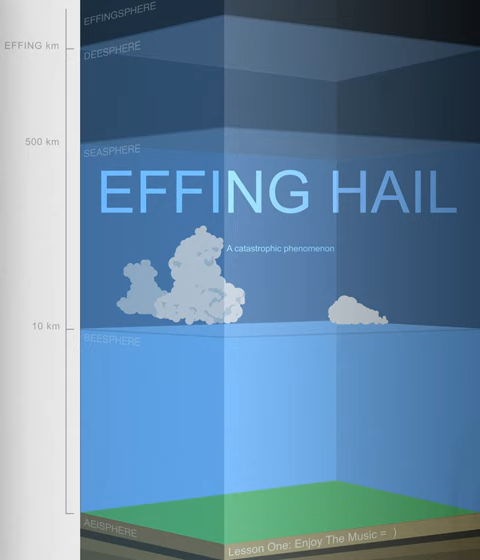 EFFINGSPHERE
EFFING km
DEESPHERE
500 km
SEASPHERE
EFFING HAIL
A catastrophic phenomenon
10 km
BEESPHERE
AEISPHERE
Lesson One: Enjoy The Music = )